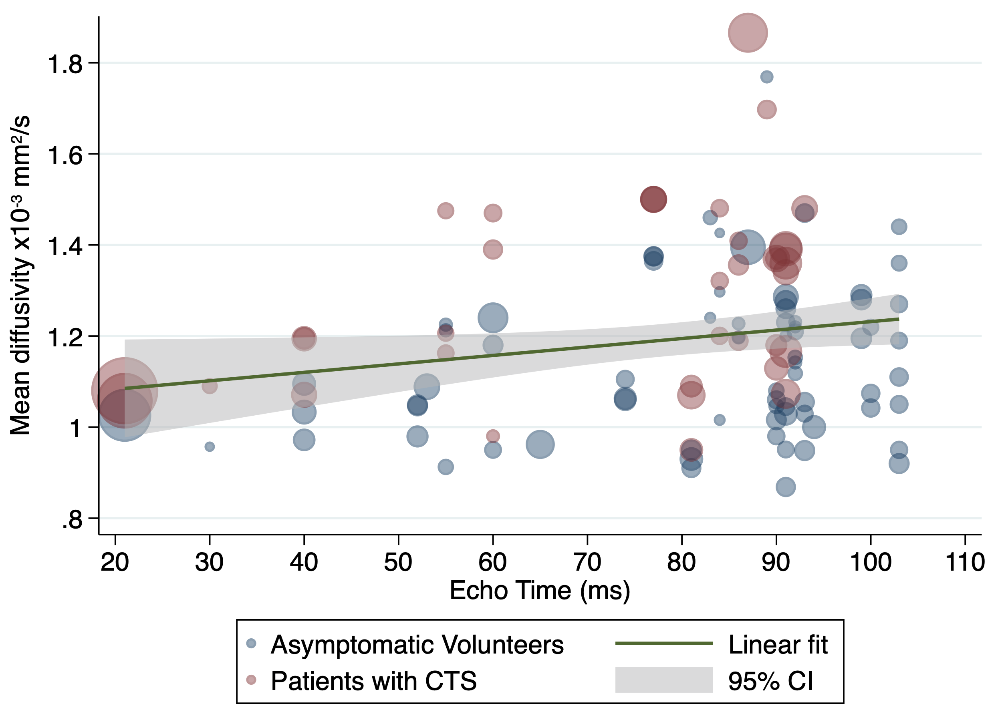 Mean diffusivity x10⁻³ mm²/s
1.8
1.6
1.4
1.2
1
.8
20 30 40 50 60 70 80 90 100 110
Echo Time (ms)
Asymptomatic Volunteers Linear fit
Patients with CTS 95% CI